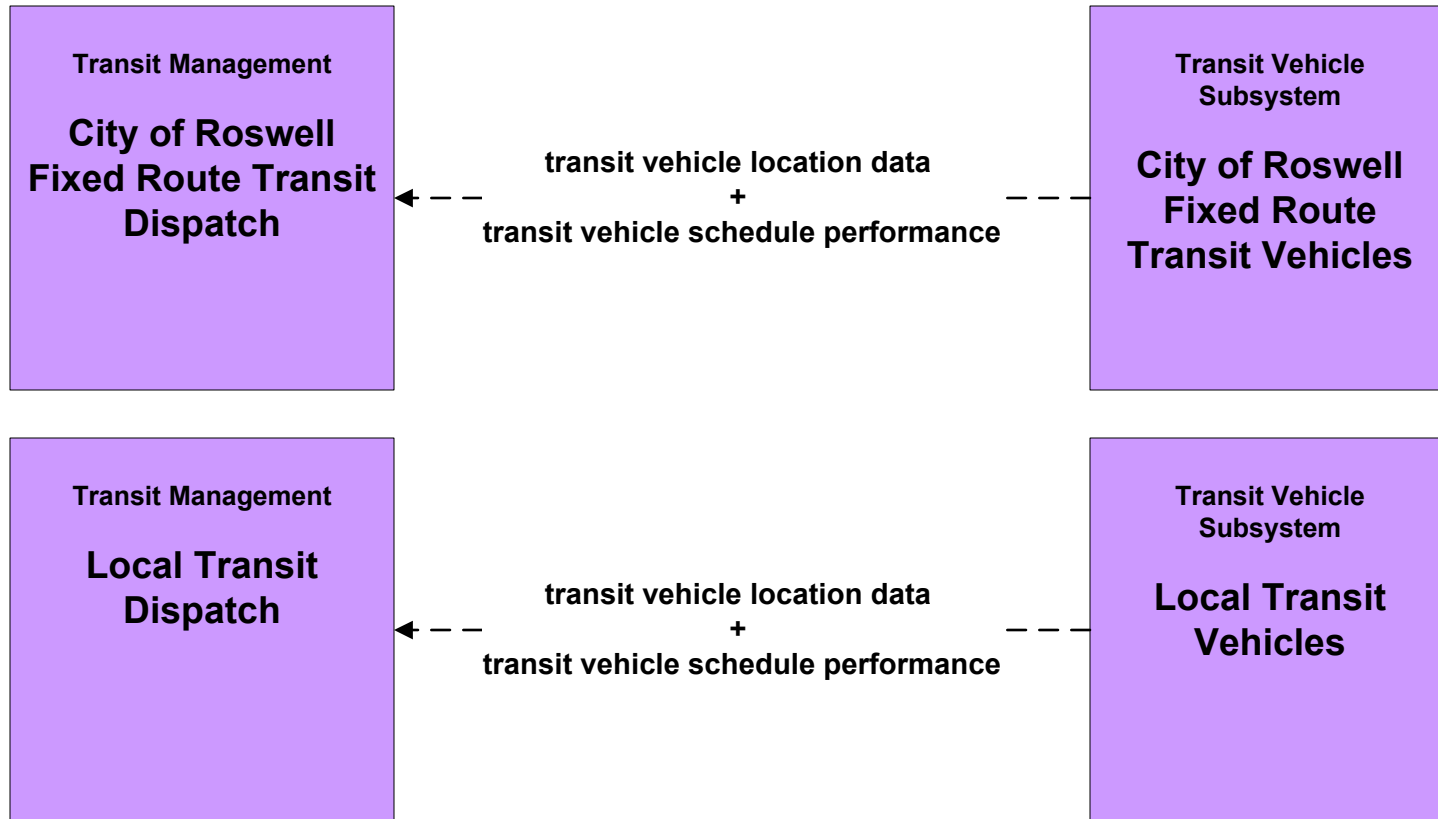 Transit Management
City of Roswell
Fixed Route Transit
Dispatch
transit vehicle location data
+
transit vehicle schedule performance
Transit Vehicle
Subsystem
City of Roswell
Fixed Route
Transit Vehicles
Transit Management
Local Transit
Dispatch
transit vehicle location data
+
transit vehicle schedule performance
Transit Vehicle
Subsystem
Local Transit
Vehicles